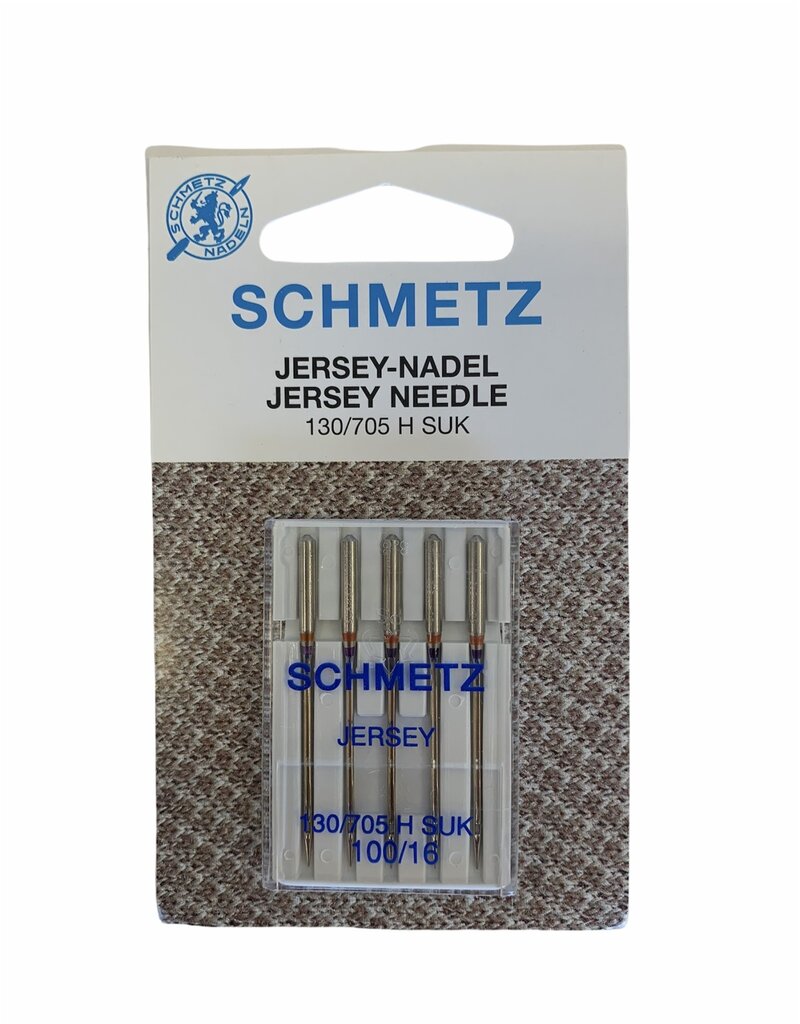 SCHMETZ
NADELN
SCHMETZ
JERSEY-NADEL
JERSEY NEEDLE
130/705 H SUK
SCHMETZ
JERSEY
130/705 H SUK
100/16